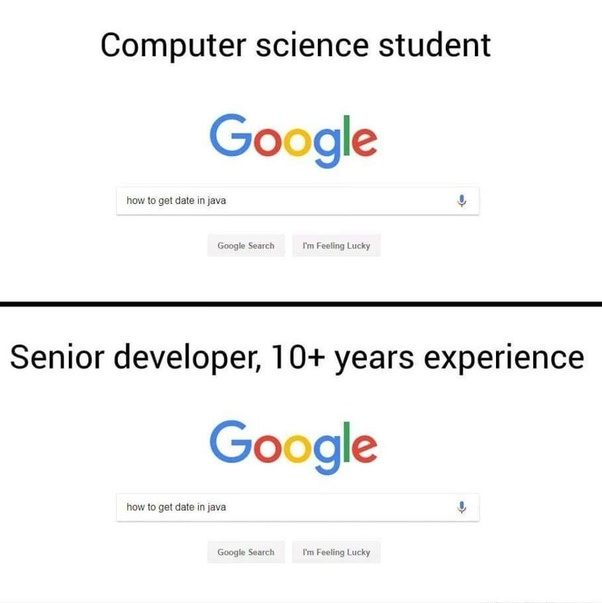 Computer science student
Google
how to get date in java
Google Search I'm Feeling Lucky
Senior developer, 10+ years experience
Google
how to get date in java
Google Search I'm Feeling Lucky